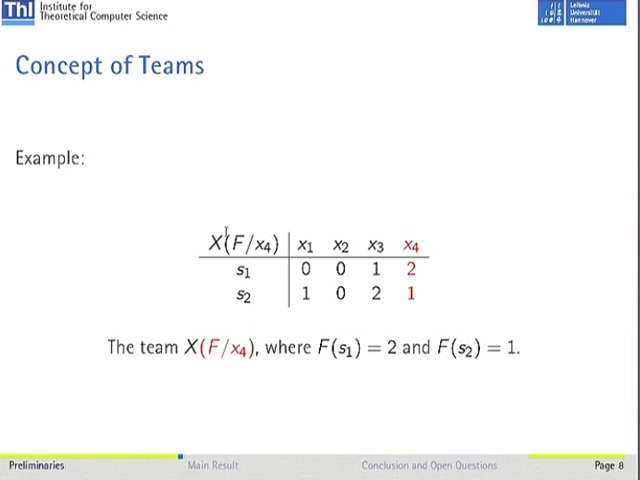 ThI Institute for
Theoretical Computer Science
Leibniz
Universität
Hannover
Concept of Teams
Example:
X(F/x₄) x₁ x₂ x₃ x₄
s₁ 0 0 1 2
s₂ 1 0 2 1
The team X(F/x₄), where F(s₁) = 2 and F(s₂) = 1.
Preliminaries Main Result Conclusion and Open Questions Page 8